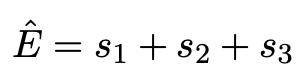 Ê = s₁ + s₂ + s₃